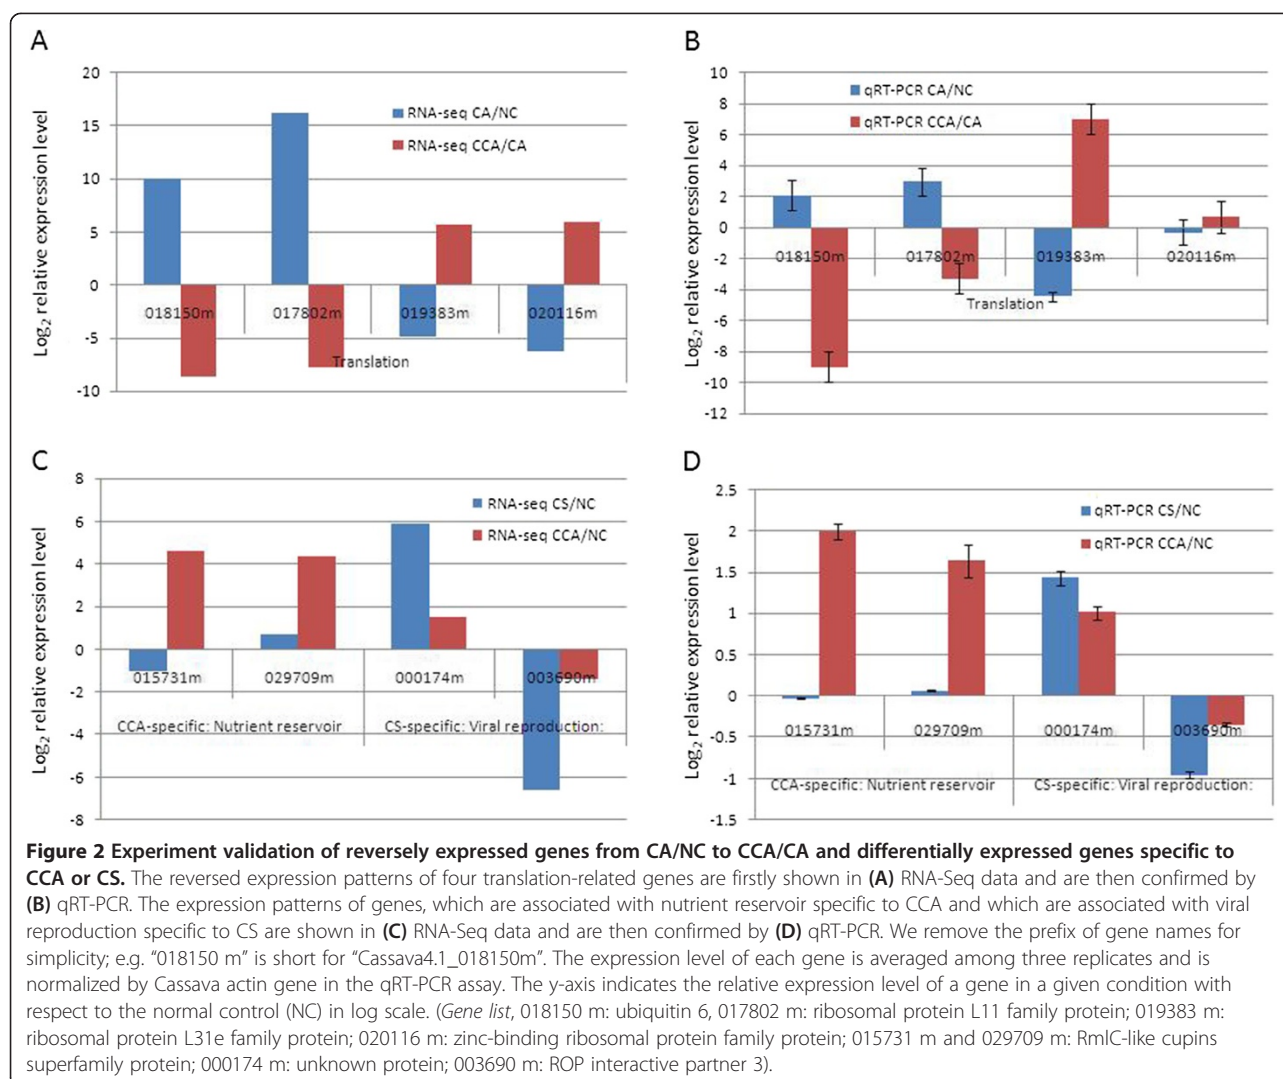 A
Log2 relative expression level
20
15
10
5
0
-5
-10
RNA-seq CA/NC
RNA-seq CCA/CA
018150m 017802m 019383m 020116m
Translation
B
Log2 relative expression level
10
8
6
4
2
0
-2
-4
-6
-8
-10
-12
qRT-PCR CA/NC
qRT-PCR CCA/CA
018150m 017802m 019383m 020116m
Translation
C
Log2 relative expression level
8
6
4
2
0
-2
-4
-6
-8
RNA-seq CS/NC
RNA-seq CCA/NC
015731m 029709m 000174m 003690m
CCA-specific: Nutrient reservoir CS-specific: Viral reproduction:
D
Log2 relative expression level
2.5
2
1.5
1
0.5
0
-0.5
-1
-1.5
qRT-PCR CS/NC
qRT-PCR CCA/NC
015731m 029709m 000174m 003690m
CCA-specific: Nutrient reservoir CS-specific: Viral reproduction:
Figure 2 Experiment validation of reversely expressed genes from CA/NC to CCA/CA and differentially expressed genes specific to
CCA or CS. The reversed expression patterns of four translation-related genes are firstly shown in (A) RNA-Seq data and are then confirmed by
(B) qRT-PCR. The expression patterns of genes, which are associated with nutrient reservoir specific to CCA and which are associated with viral
reproduction specific to CS are shown in (C) RNA-Seq data and are then confirmed by (D) qRT-PCR. We remove the prefix of gene names for
simplicity; e.g. “018150 m” is short for “Cassava4.1_018150m”. The expression level of each gene is averaged among three replicates and is
normalized by Cassava actin gene in the qRT-PCR assay. The y-axis indicates the relative expression level of a gene in a given condition with
respect to the normal control (NC) in log scale. (Gene list, 018150 m: ubiquitin 6, 017802 m: ribosomal protein L11 family protein; 019383 m:
ribosomal protein L31e family protein; 020116 m: zinc-binding ribosomal protein family protein; 015731 m and 029709 m: RmlC-like cupins
superfamily protein; 000174 m: unknown protein; 003690 m: ROP interactive partner 3).